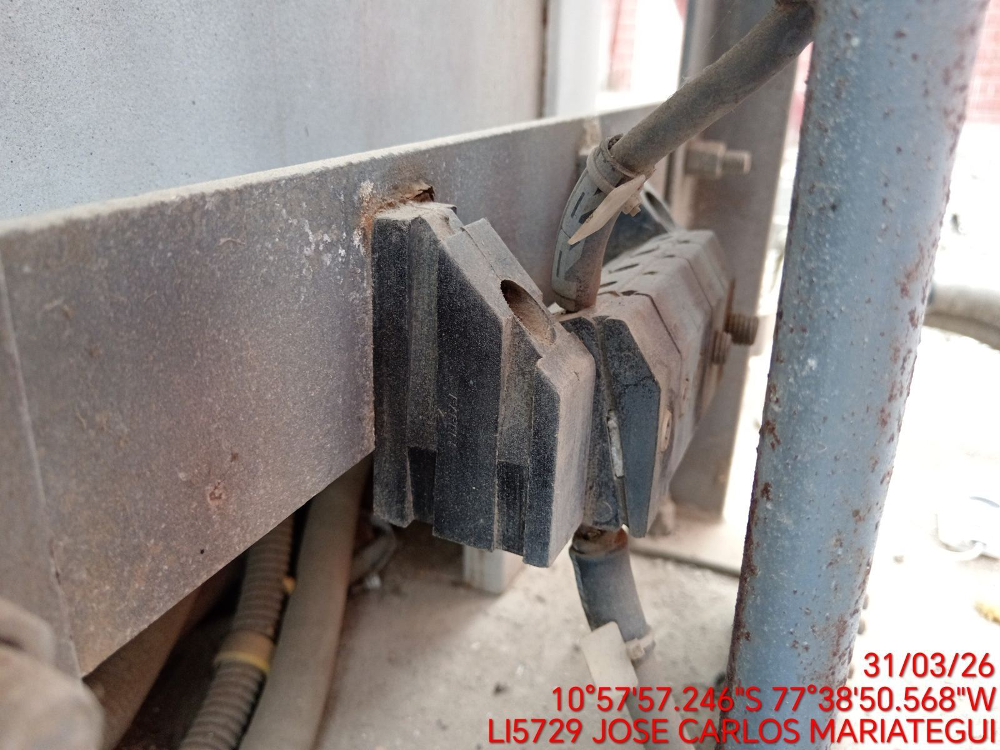 31/03/26
10°57'57.246"S 77°38'50.568"W
LI5729 JOSE CARLOS MARIATEGUI